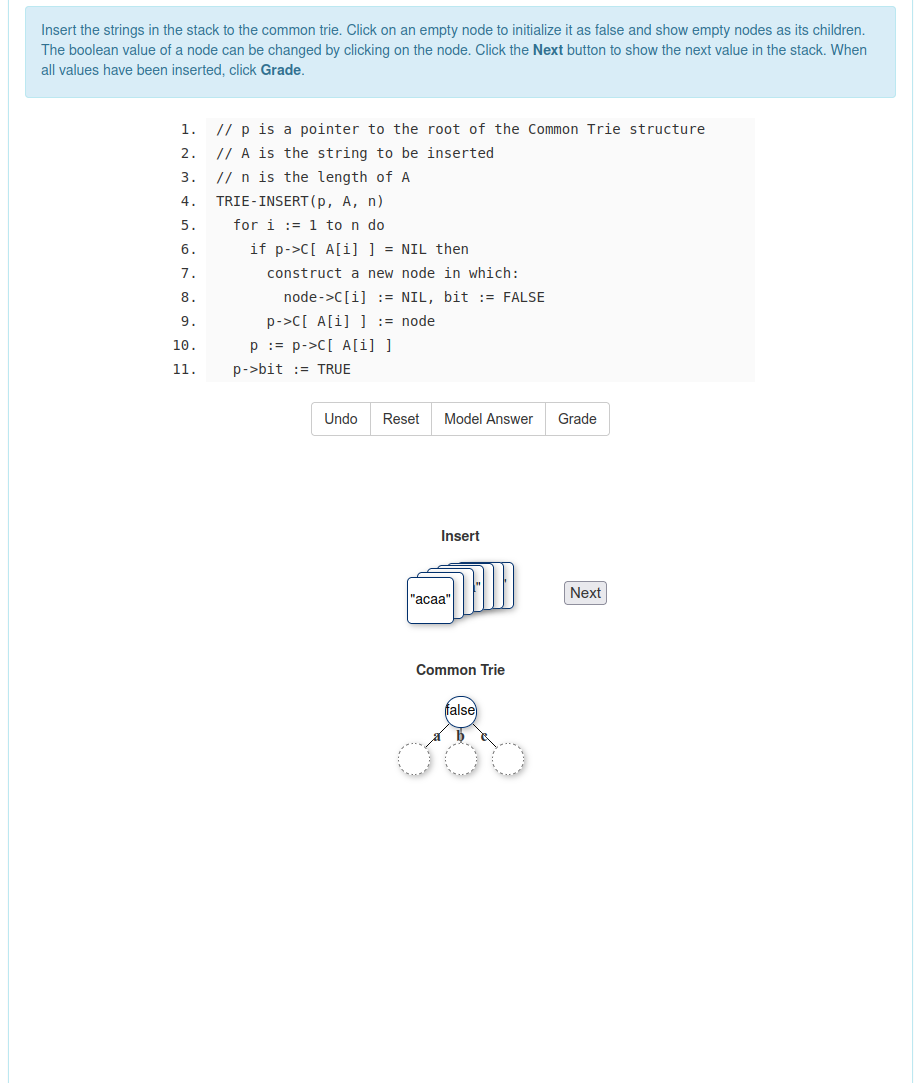 Insert the strings in the stack to the common trie. Click on an empty node to initialize it as false and show empty nodes as its children.
The boolean value of a node can be changed by clicking on the node. Click the Next button to show the next value in the stack. When
all values have been inserted, click Grade.
1. // p is a pointer to the root of the Common Trie structure
2. // A is the string to be inserted
3. // n is the length of A
4. TRIE-INSERT(p, A, n)
5. for i := 1 to n do
6. if p->C[ A[i] ] = NIL then
7. construct a new node in which:
8. node->C[i] := NIL, bit := FALSE
9. p->C[ A[i] ] := node
10. p := p->C[ A[i] ]
11. p->bit := TRUE
Undo Reset Model Answer Grade
Insert
"acaa"
Next
Common Trie
false
a b c